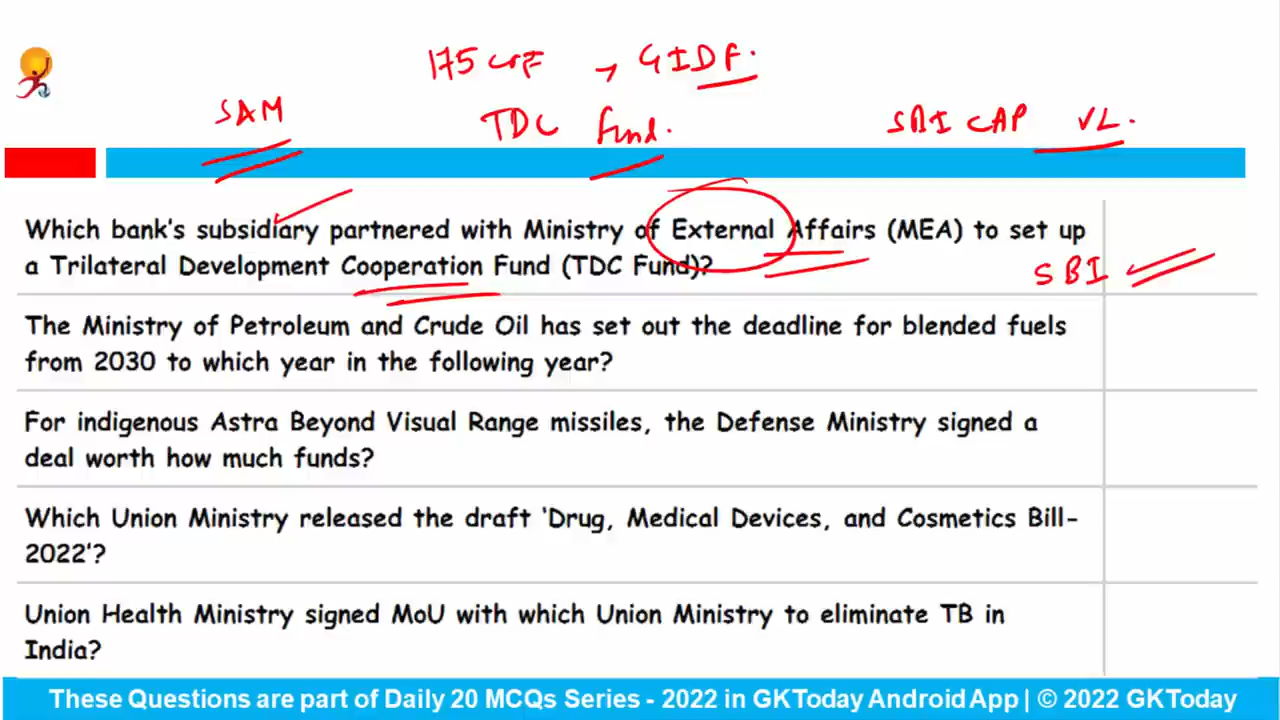 175 crore → GIDF.
SAM
TDC Fund.
SBI CAP VL.
Which bank's subsidiary partnered with Ministry of External Affairs (MEA) to set up
a Trilateral Development Cooperation Fund (TDC Fund)?
SBI
The Ministry of Petroleum and Crude Oil has set out the deadline for blended fuels
from 2030 to which year in the following year?
For indigenous Astra Beyond Visual Range missiles, the Defense Ministry signed a
deal worth how much funds?
Which Union Ministry released the draft 'Drug, Medical Devices, and Cosmetics Bill-
2022'?
Union Health Ministry signed MoU with which Union Ministry to eliminate TB in
India?
These Questions are part of Daily 20 MCQs Series - 2022 in GKToday Android App | © 2022 GKToday